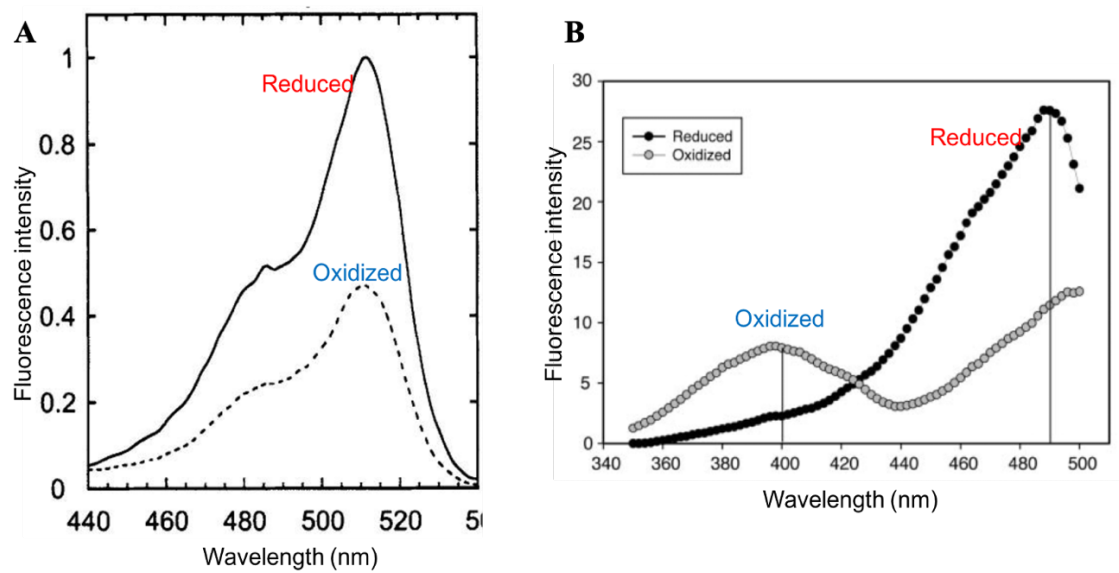 A
Fluorescence intensity
1
0.8
0.6
0.4
0.2
0
Reduced
Oxidized
440 460 480 500 520
Wavelength (nm)
B
Fluorescence intensity
30
25
20
15
10
5
0
Reduced
Oxidized
Reduced
Oxidized
340 360 380 400 420 440 460 480 500
Wavelength (nm)